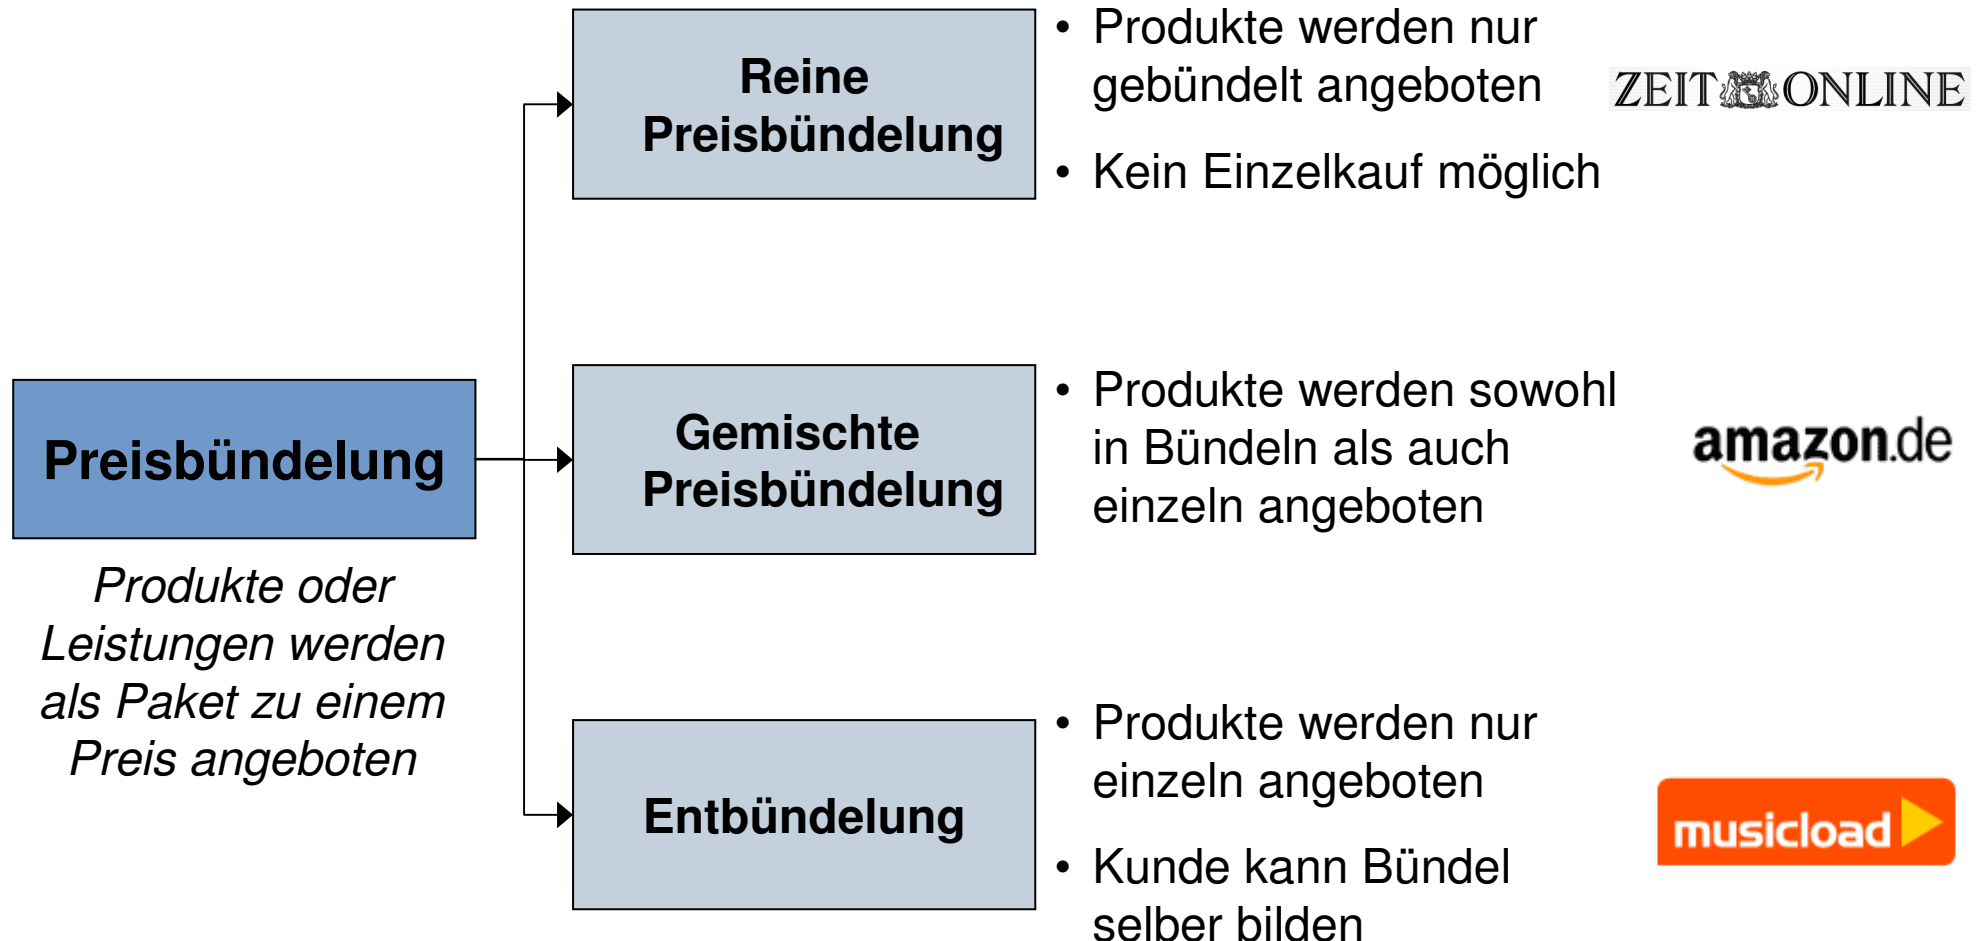 Preisbündelung
Produkte oder
Leistungen werden
als Paket zu einem
Preis angeboten
Reine
Preisbündelung
• Produkte werden nur
gebündelt angeboten
• Kein Einzelkauf möglich
ZEIT ONLINE
Gemischte
Preisbündelung
• Produkte werden sowohl
in Bündeln als auch
einzeln angeboten
amazon.de
Entbündelung
• Produkte werden nur
einzeln angeboten
• Kunde kann Bündel
selber bilden
musicload